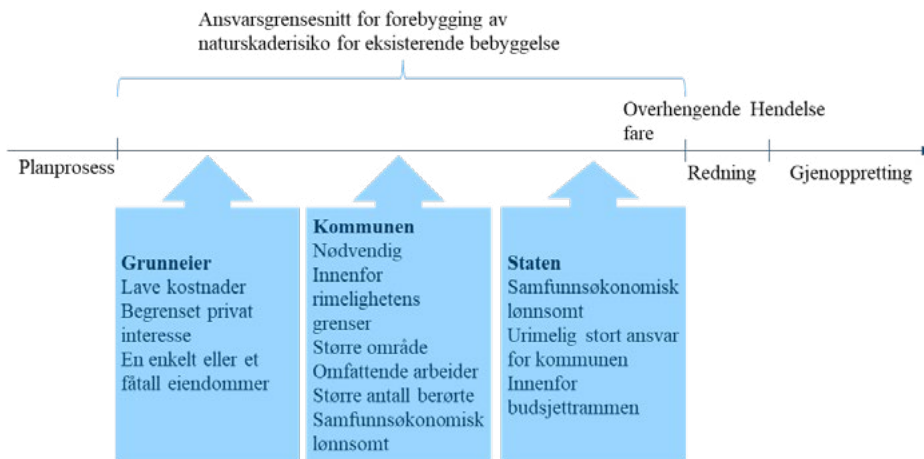 Ansvarsgrensesnitt for forebygging av
naturskaderisiko for eksisterende bebyggelse
Overhengende Hendelse
fare
Planprosess
Redning
Gjenoppretting
Grunneier
Lave kostnader
Begrenset privat
interesse
En enkelt eller et
fåtall eiendommer
Kommunen
Nødvendig
Innenfor
rimelighetens
grenser
Større område
Omfattende arbeider
Større antall berørte
Samfunnsøkonomisk
lønnsomt
Staten
Samfunnsøkonomisk
lønnsomt
Urimelig stort ansvar
for kommunen
Innenfor
budsjettrammen